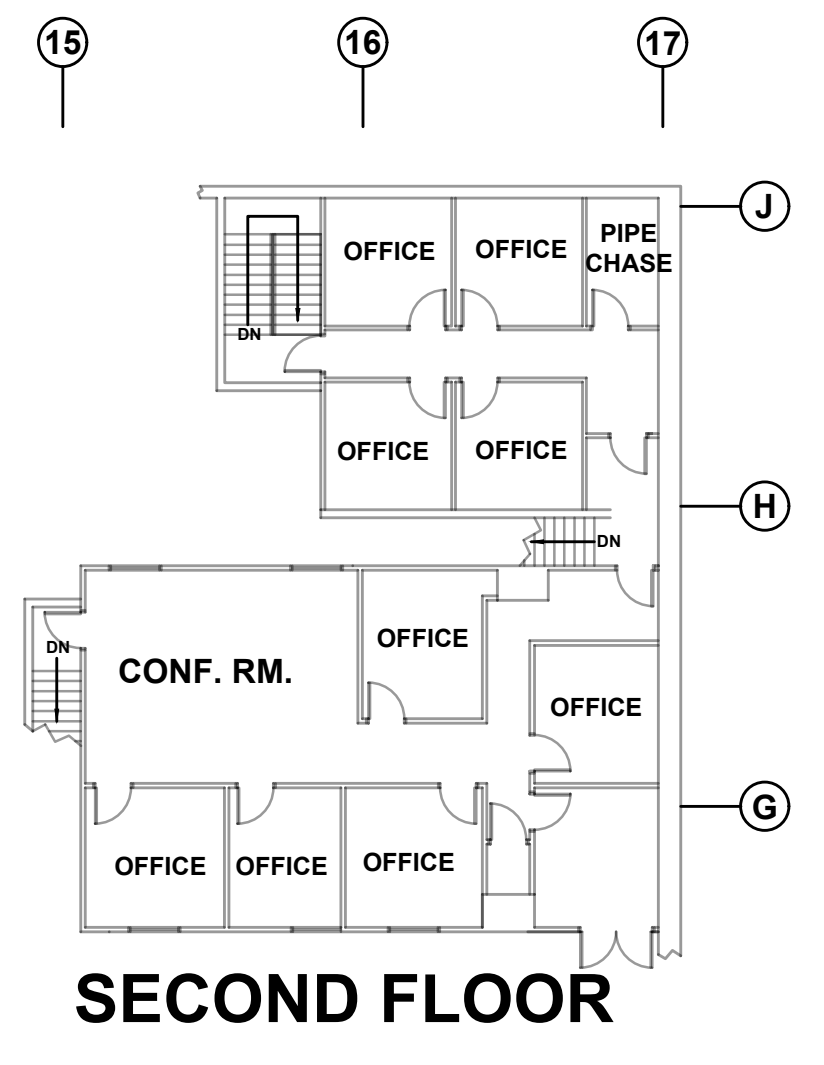 15
16
17
J
OFFICE
OFFICE
PIPE
CHASE
DN
OFFICE
OFFICE
H
DN
OFFICE
DN
CONF. RM.
OFFICE
G
OFFICE
OFFICE
OFFICE
SECOND FLOOR